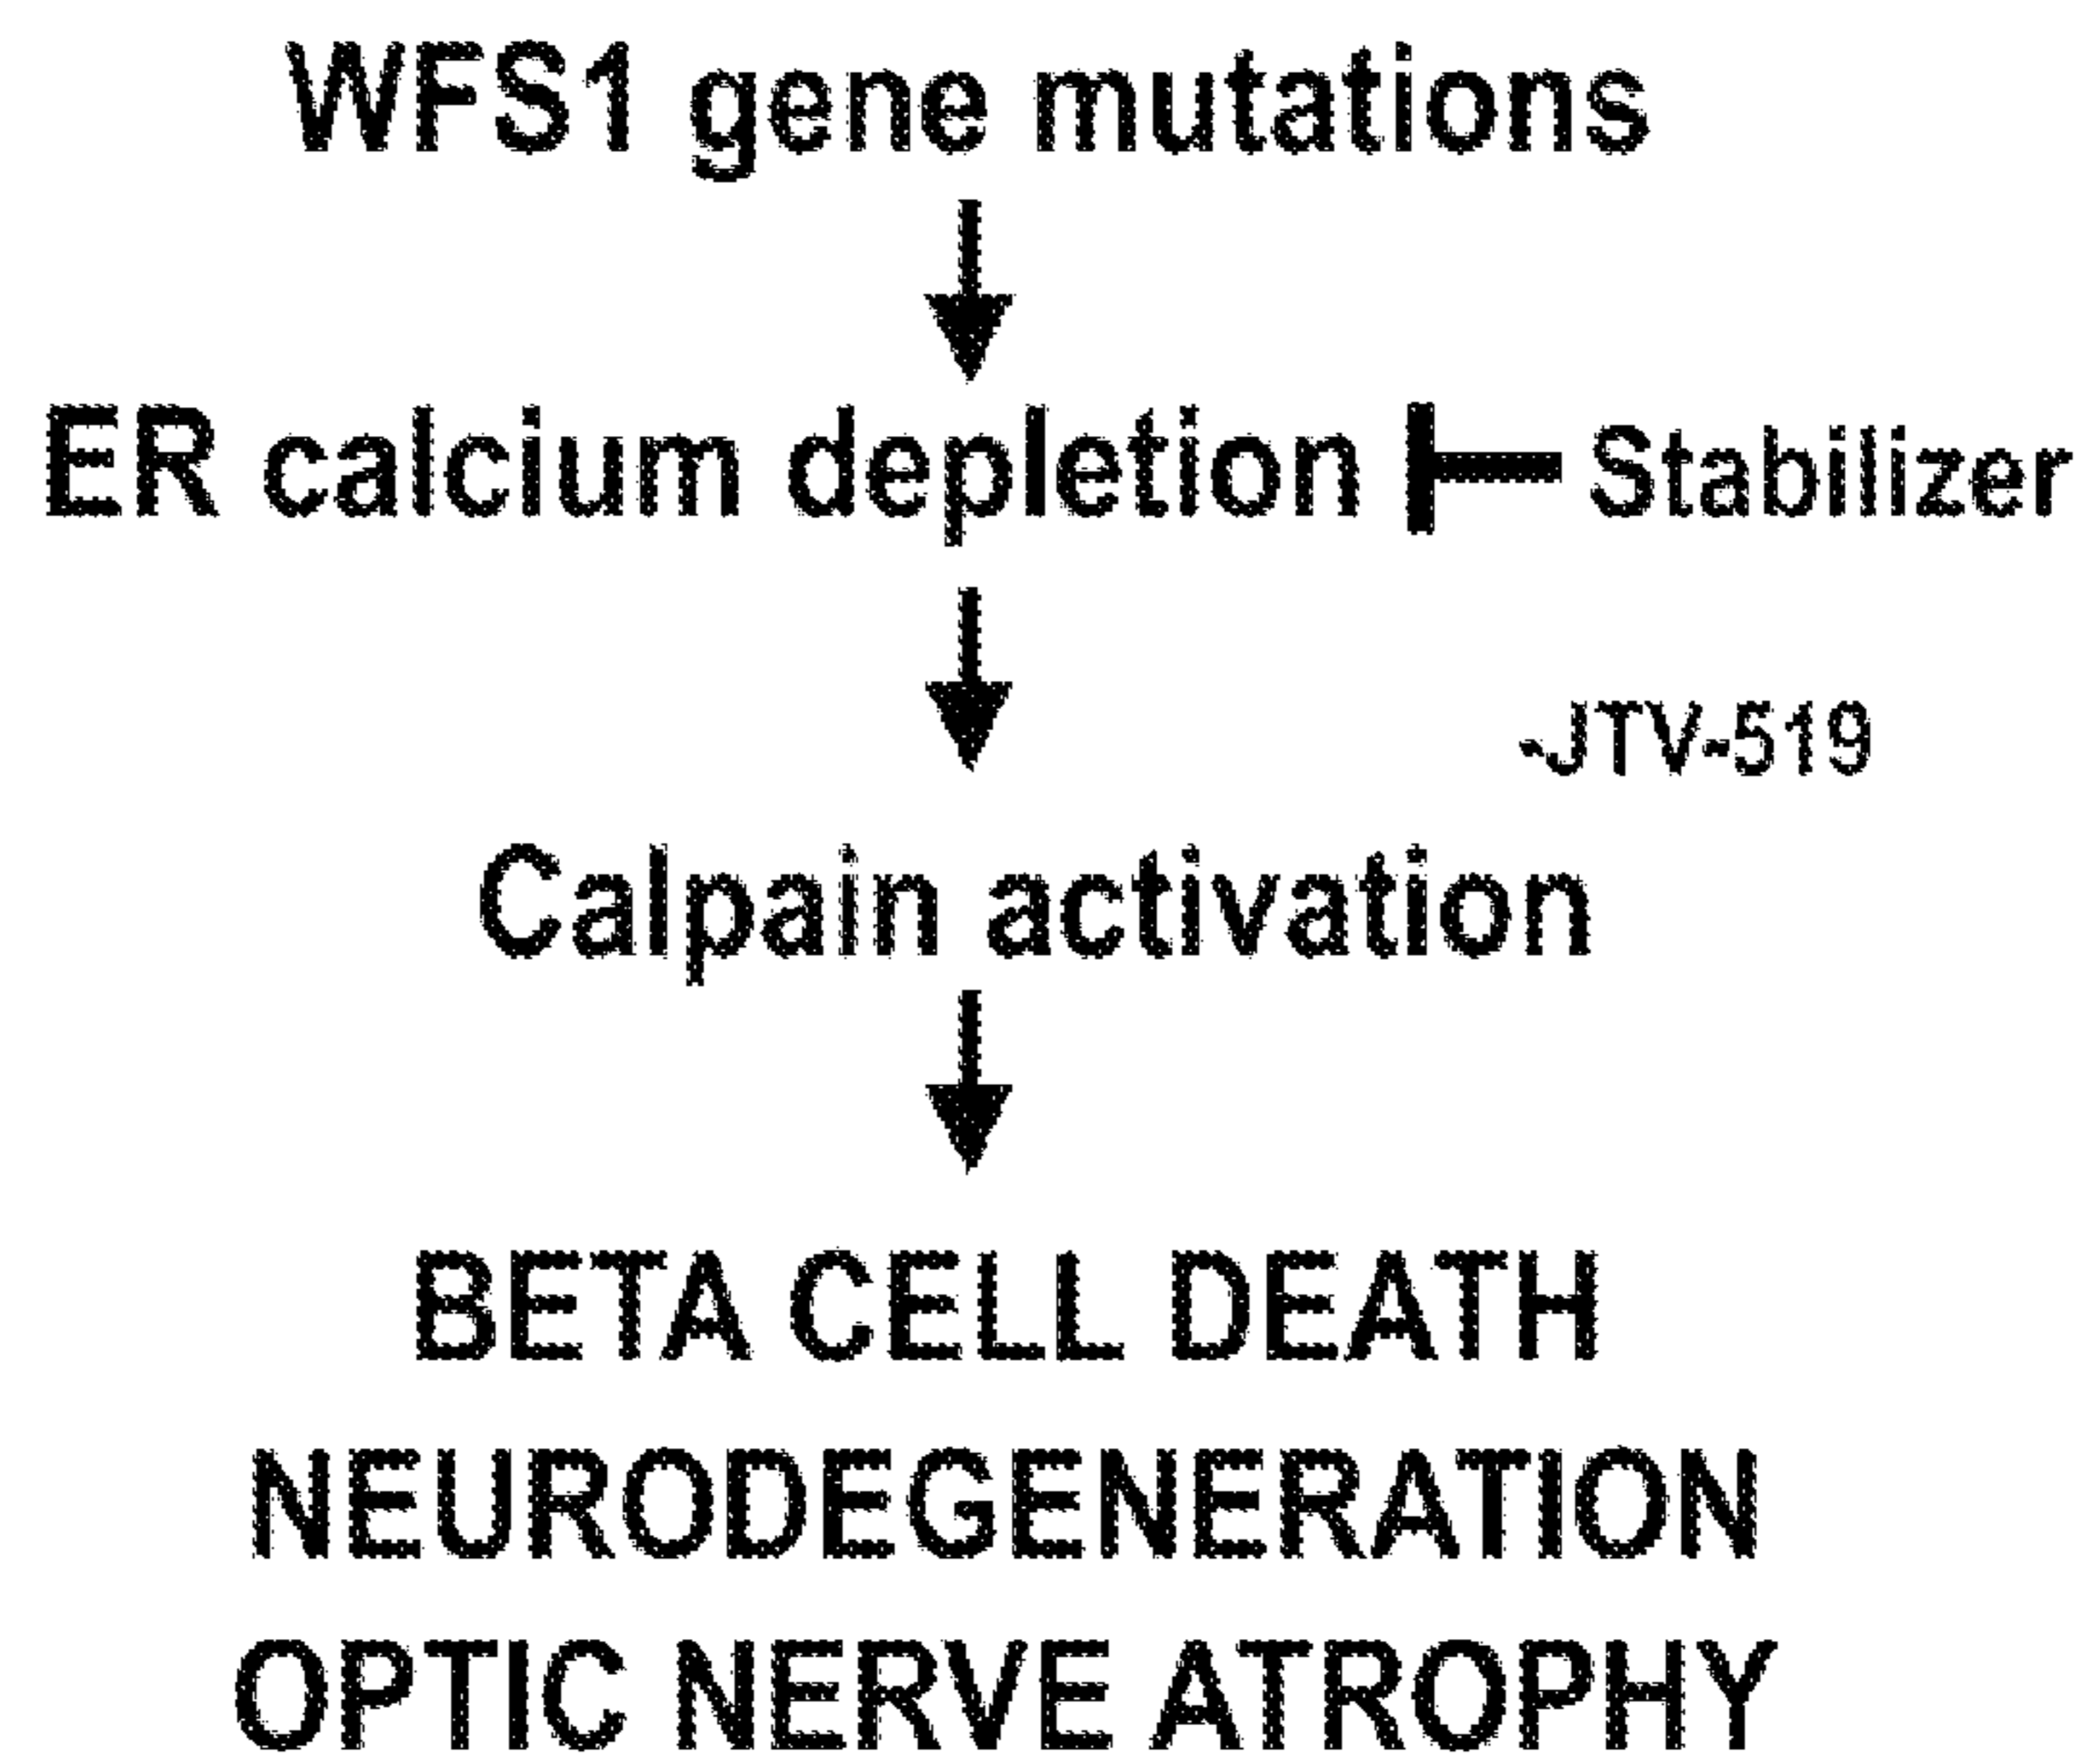 WFS1 gene mutations
ER calcium depletion Stabilizer
-JTV-519
Calpain activation
BETA CELL DEATH
NEURODEGENERATION
OPTIC NERVE ATROPHY